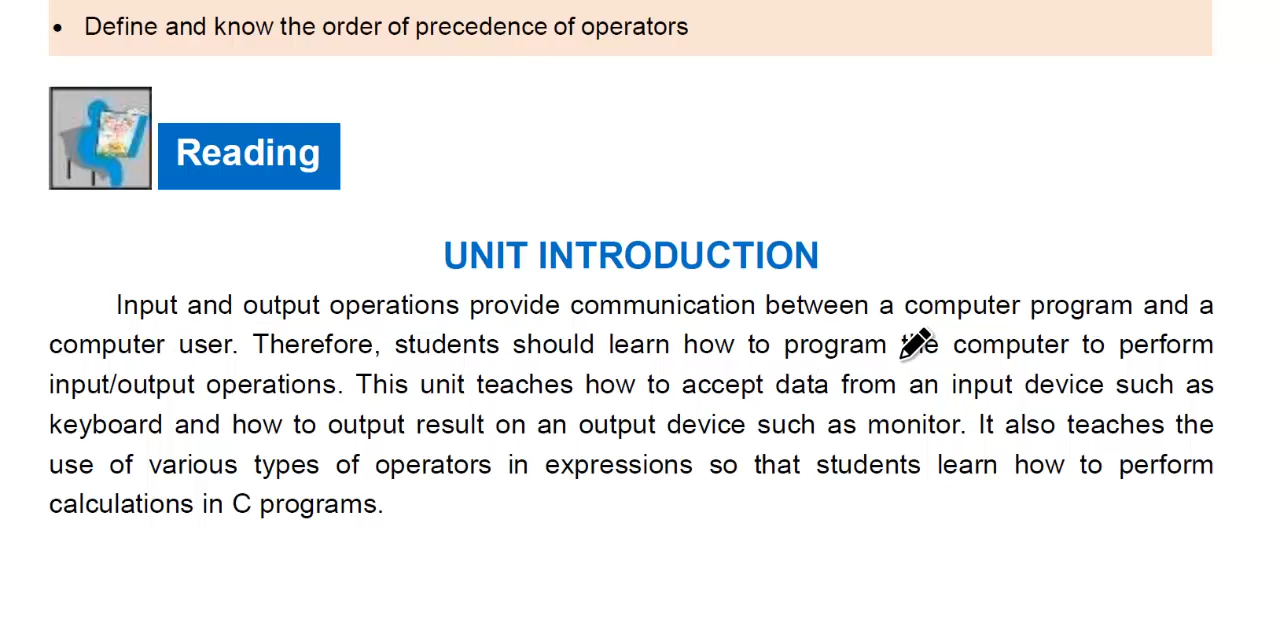 • Define and know the order of precedence of operators
Reading
UNIT INTRODUCTION
Input and output operations provide communication between a computer program and a
computer user. Therefore, students should learn how to program the computer to perform
input/output operations. This unit teaches how to accept data from an input device such as
keyboard and how to output result on an output device such as monitor. It also teaches the
use of various types of operators in expressions so that students learn how to perform
calculations in C programs.